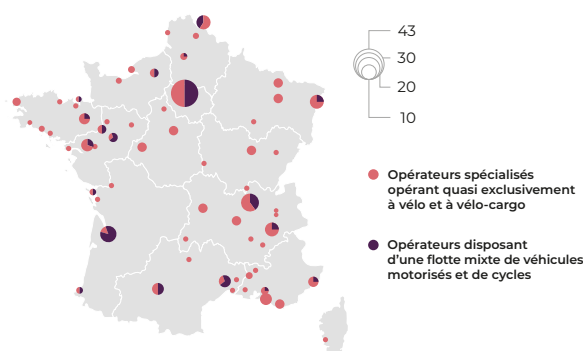 43
30
20
10
Opérateurs spécialisés
opérant quasi exclusivement
à vélo et à vélo-cargo
Opérateurs disposant
d'une flotte mixte de véhicules
motorisés et de cycles